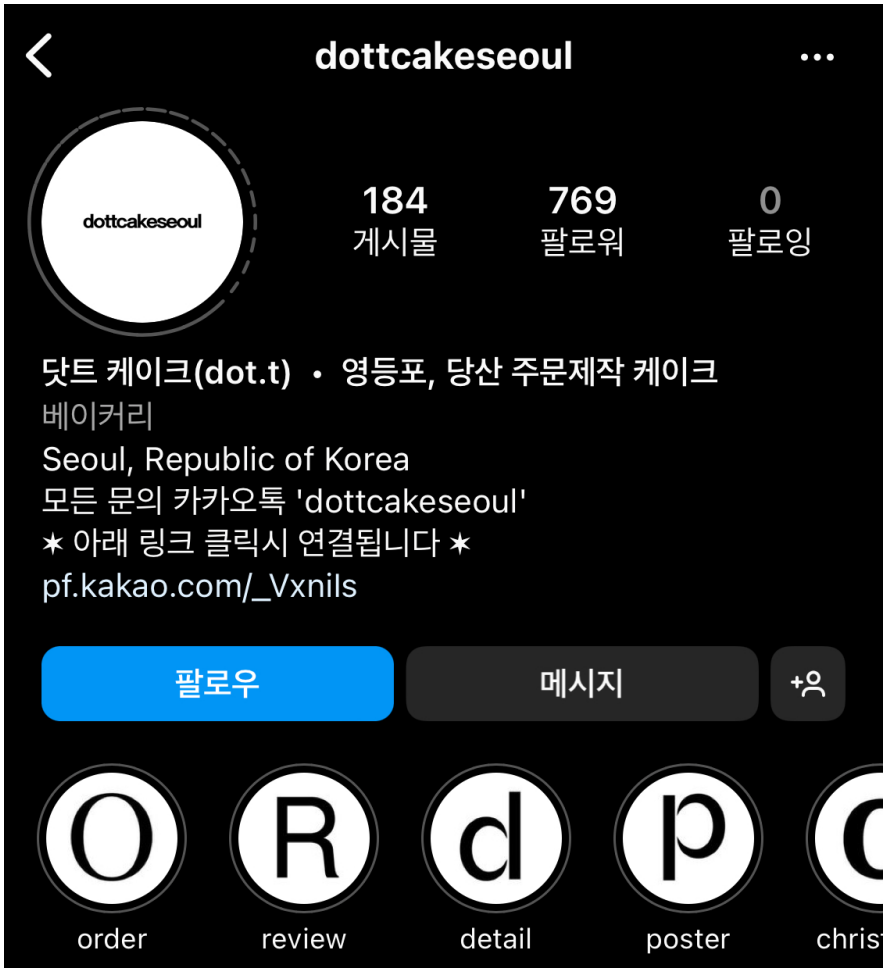 dottcakeseoul
dottcakeseoul
184 769 0
게시물 팔로워 팔로잉
닷트 케이크(dot.t) • 영등포, 당산 주문제작 케이크
베이커리
Seoul, Republic of Korea
모든 문의 카카오톡 'dottcakeseoul'
✶ 아래 링크 클릭시 연결됩니다 ✶
pf.kakao.com/_Vxnils
팔로우 메시지
O R d p
order review detail poster christ